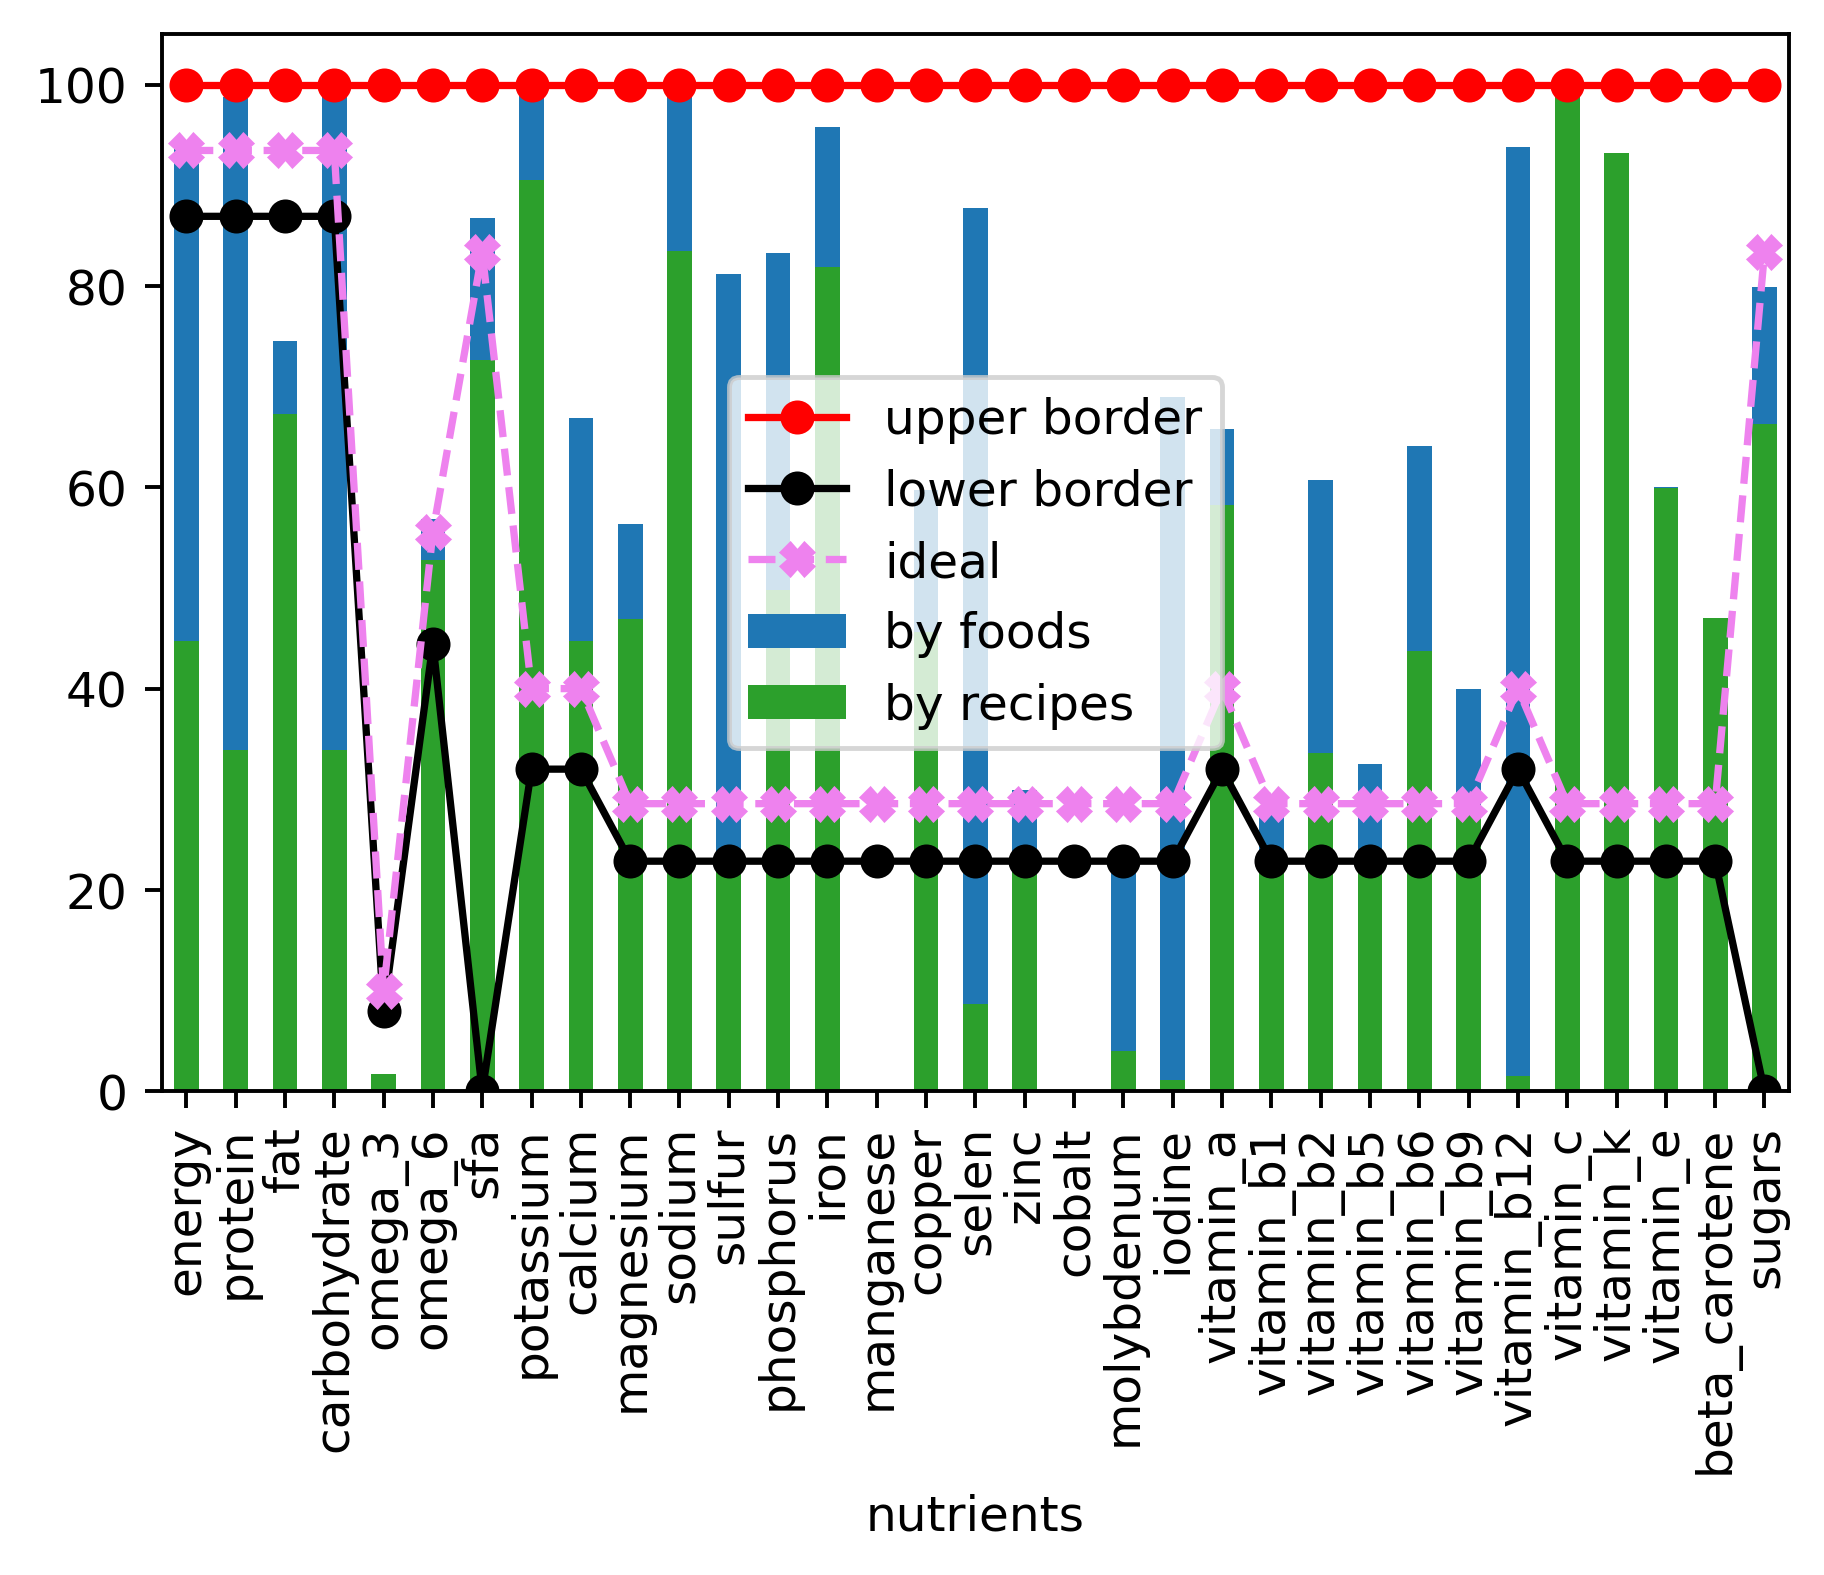 100
80
60
40
20
0
upper border
lower border
ideal
by foods
by recipes
energy
protein
fat
carbohydrate
omega_3
omega_6
sfa
potassium
calcium
magnesium
sodium
sulfur
phosphorus
iron
manganese
copper
selen
zinc
cobalt
molybdenum
iodine
vitamin_a
vitamin_b1
vitamin_b2
vitamin_b5
vitamin_b6
vitamin_b9
vitamin_b12
vitamin_c
vitamin_k
vitamin_e
beta_carotene
sugars
nutrients